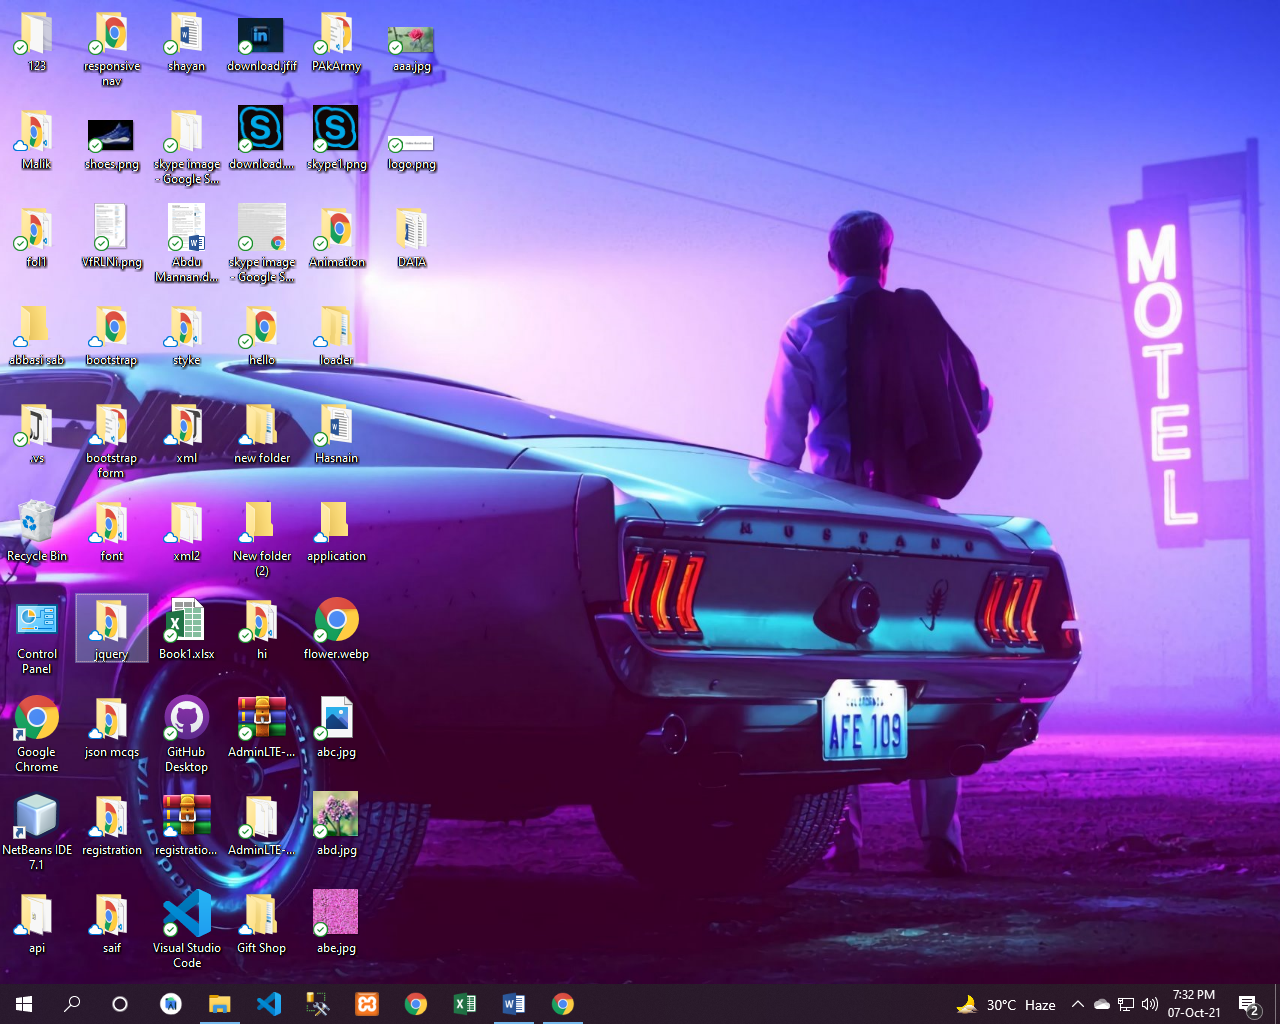 123
responsive
nav
shayan
download.jfif
PAkArmy
aaa.jpg
Malik
shoes.png
skype image
- Google S...
download....
skype1.png
logo.png
fol1
VfRLNi.png
Abdu
Mannan.d...
skype image
- Google S...
Animation
DATA
abbasi sab
bootstrap
styke
hello
loader
.vs
bootstrap
form
xml
new folder
Hasnain
Recycle Bin
font
xml2
New folder
(2)
application
Control
Panel
jquery
Book1.xlsx
hi
flower.webp
Google
Chrome
json mcqs
GitHub
Desktop
AdminLTE-...
abc.jpg
NetBeans IDE
7.1
registration
registratio...
AdminLTE-...
abd.jpg
api
saif
Visual Studio
Code
Gift Shop
abe.jpg
MOTEL
MUSTANG
AFE 109
30°C Haze
7:32 PM
07-Oct-21
2